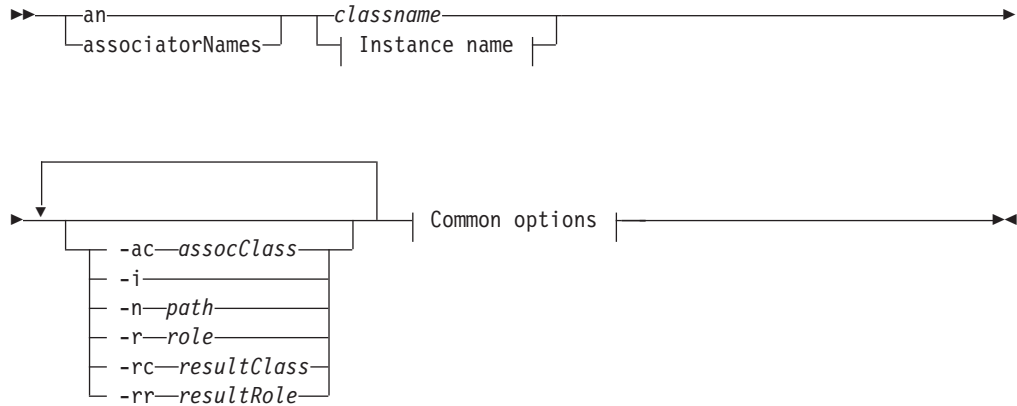 an classname
associatorNames Instance name
Common options
-ac assocClass
-i
-n path
-r role
-rc resultClass
-rr resultRole